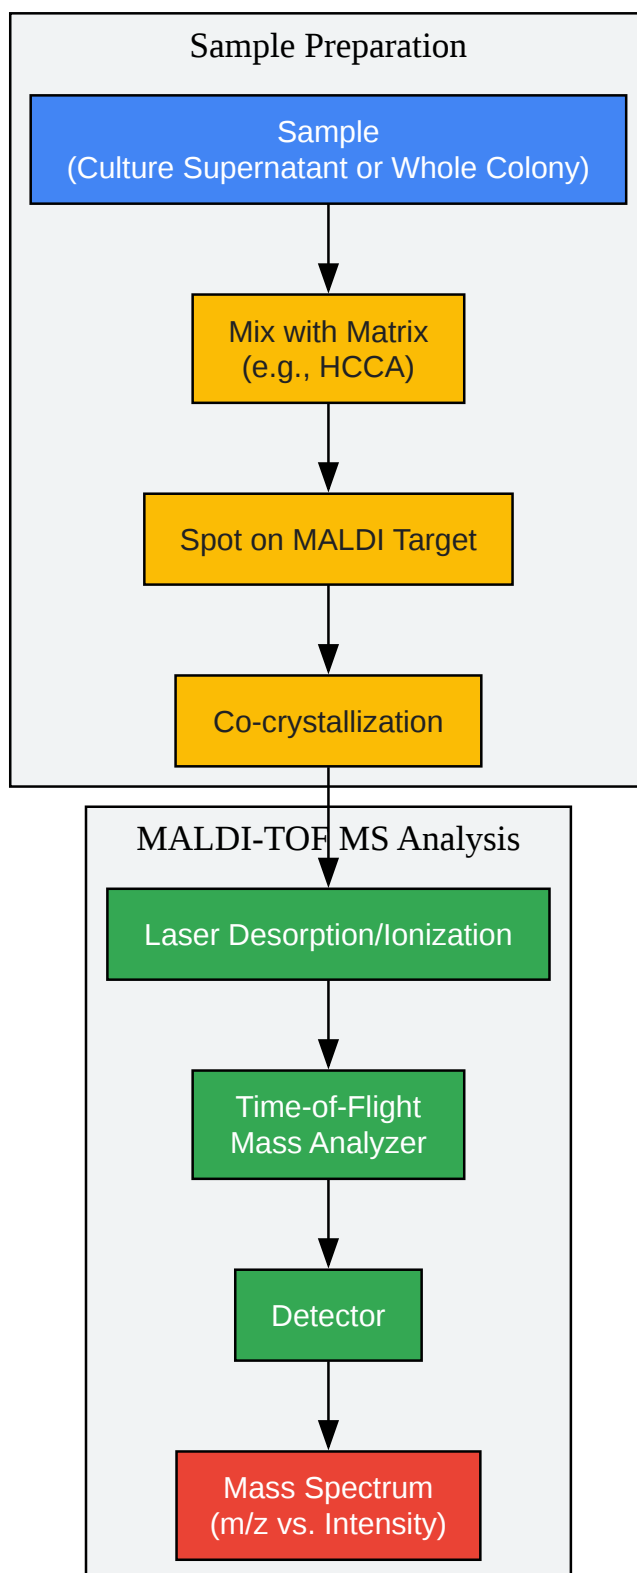 Sample Preparation
Sample
(Culture Supernatant or Whole Colony)
Mix with Matrix
(e.g., HCCA)
Spot on MALDI Target
Co-crystallization
MALDI-TOF MS Analysis
Laser Desorption/Ionization
Time-of-Flight
Mass Analyzer
Detector
Mass Spectrum
(m/z vs. Intensity)